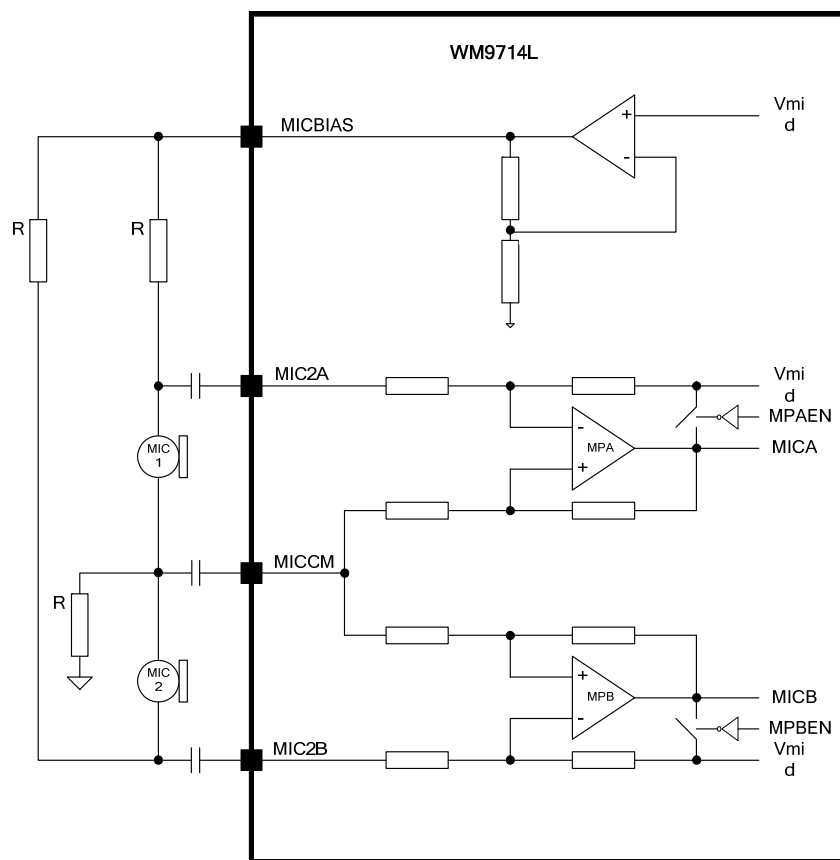 WM9714L
MICBIAS
+
-
Vmi
d
R
R
MIC2A
Vmi
d
MPAEN
-
MPA
+
MICA
MIC
1
MICCM
R
MIC
2
+
MPB
-
MICB
MPBEN
MIC2B
Vmi
d